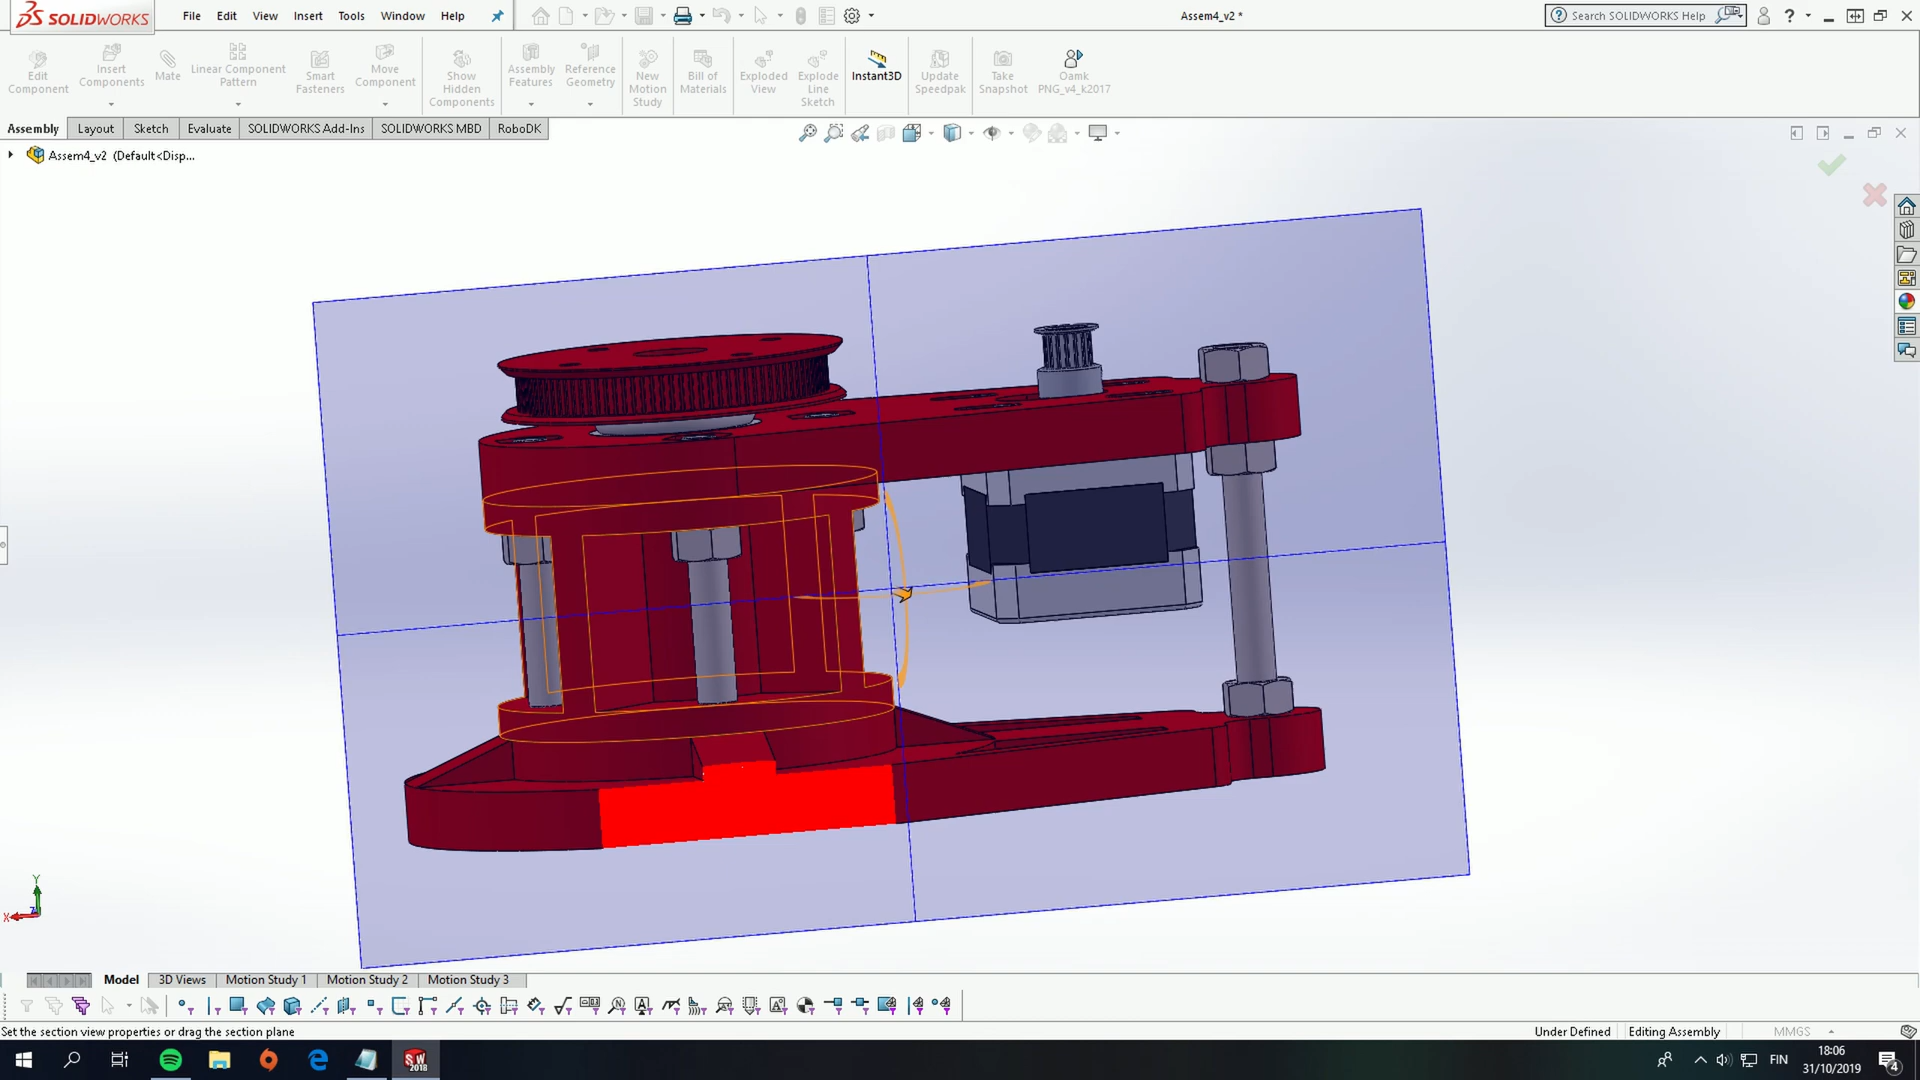 SOLIDWORKS
File Edit View Insert Tools Window Help
Assem4_v2 *
Search SOLIDWORKS Help
Edit Component
Insert Components
Mate
Linear Component Pattern
Smart Fasteners
Move Component
Show Hidden Components
Assembly Features
Reference Geometry
New Motion Study
Bill of Materials
Exploded View
Explode Line Sketch
Instant3D
Update Speedpak
Take Snapshot
Oamk PNG_v4_k2017
Assembly Layout Sketch Evaluate SOLIDWORKS Add-Ins SOLIDWORKS MBD RoboDK
Assem4_v2 (Default<Disp...
Y
X
Z
Model 3D Views Motion Study 1 Motion Study 2 Motion Study 3
Set the section view properties or drag the section plane
Under Defined Editing Assembly MMGS
SW 2018
FIN
18:06
31/10/2019
4